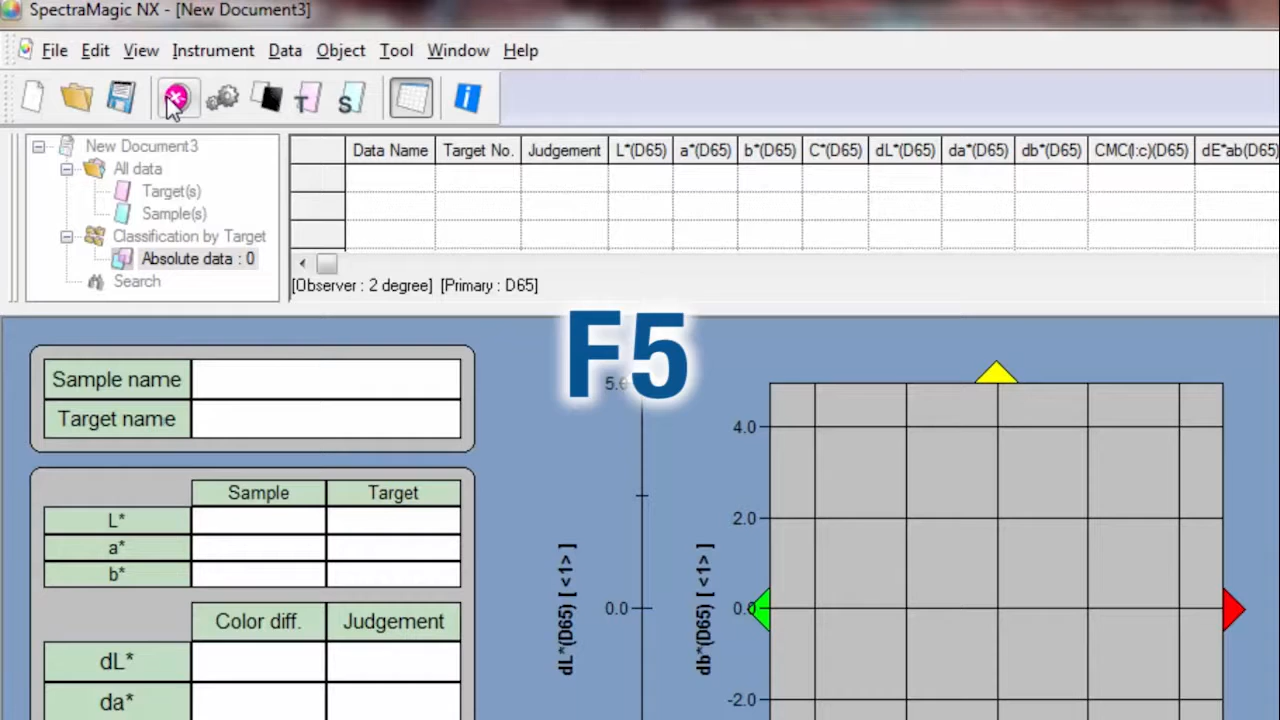 SpectraMagic NX - [New Document3]
File Edit View Instrument Data Object Tool Window Help
T S
New Document3
All data
Target(s)
Sample(s)
Classification by Target
Absolute data : 0
Search
Data Name Target No. Judgement L*(D65) a*(D65) b*(D65) C*(D65) dL*(D65) da*(D65) db*(D65) CMC(l:c)(D65) dE*ab(D65)
[Observer : 2 degree] [Primary : D65]
F5
Sample name
Target name
Sample Target
L*
a*
b*
Color diff. Judgement
dL*
da*
dL*(D65) [ <1> ]
0.0
db*(D65) [ <1> ]
4.0
2.0
0.0
-2.0